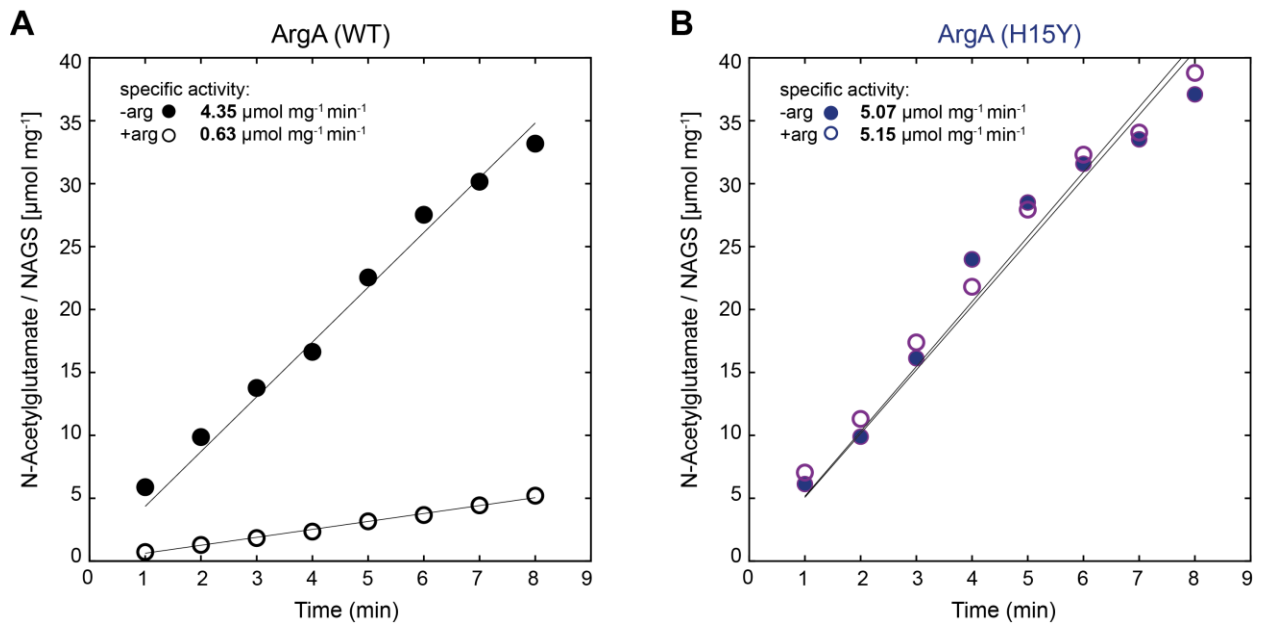 A
ArgA (WT)
specific activity:
-arg ● 4.35 µmol mg⁻¹ min⁻¹
+arg ○ 0.63 µmol mg⁻¹ min⁻¹
N-Acetylglutamate / NAGS [µmol mg⁻¹]
40
35
30
25
20
15
10
5
0
0 1 2 3 4 5 6 7 8 9
Time (min)
B
ArgA (H15Y)
specific activity:
-arg ● 5.07 µmol mg⁻¹ min⁻¹
+arg ○ 5.15 µmol mg⁻¹ min⁻¹
N-Acetylglutamate / NAGS [µmol mg⁻¹]
40
35
30
25
20
15
10
5
0
0 1 2 3 4 5 6 7 8 9
Time (min)